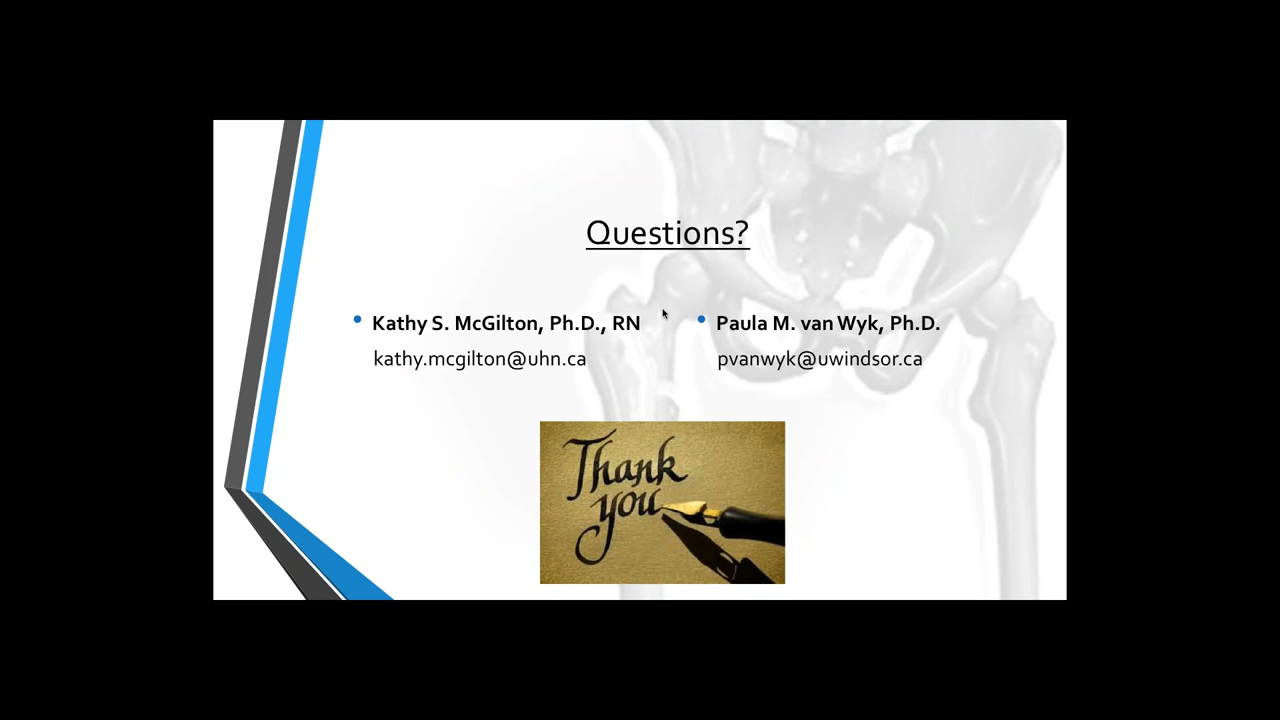 Questions?
• Kathy S. McGilton, Ph.D., RN
kathy.mcgilton@uhn.ca
• Paula M. van Wyk, Ph.D.
pvanwyk@uwindsor.ca
Thank
you